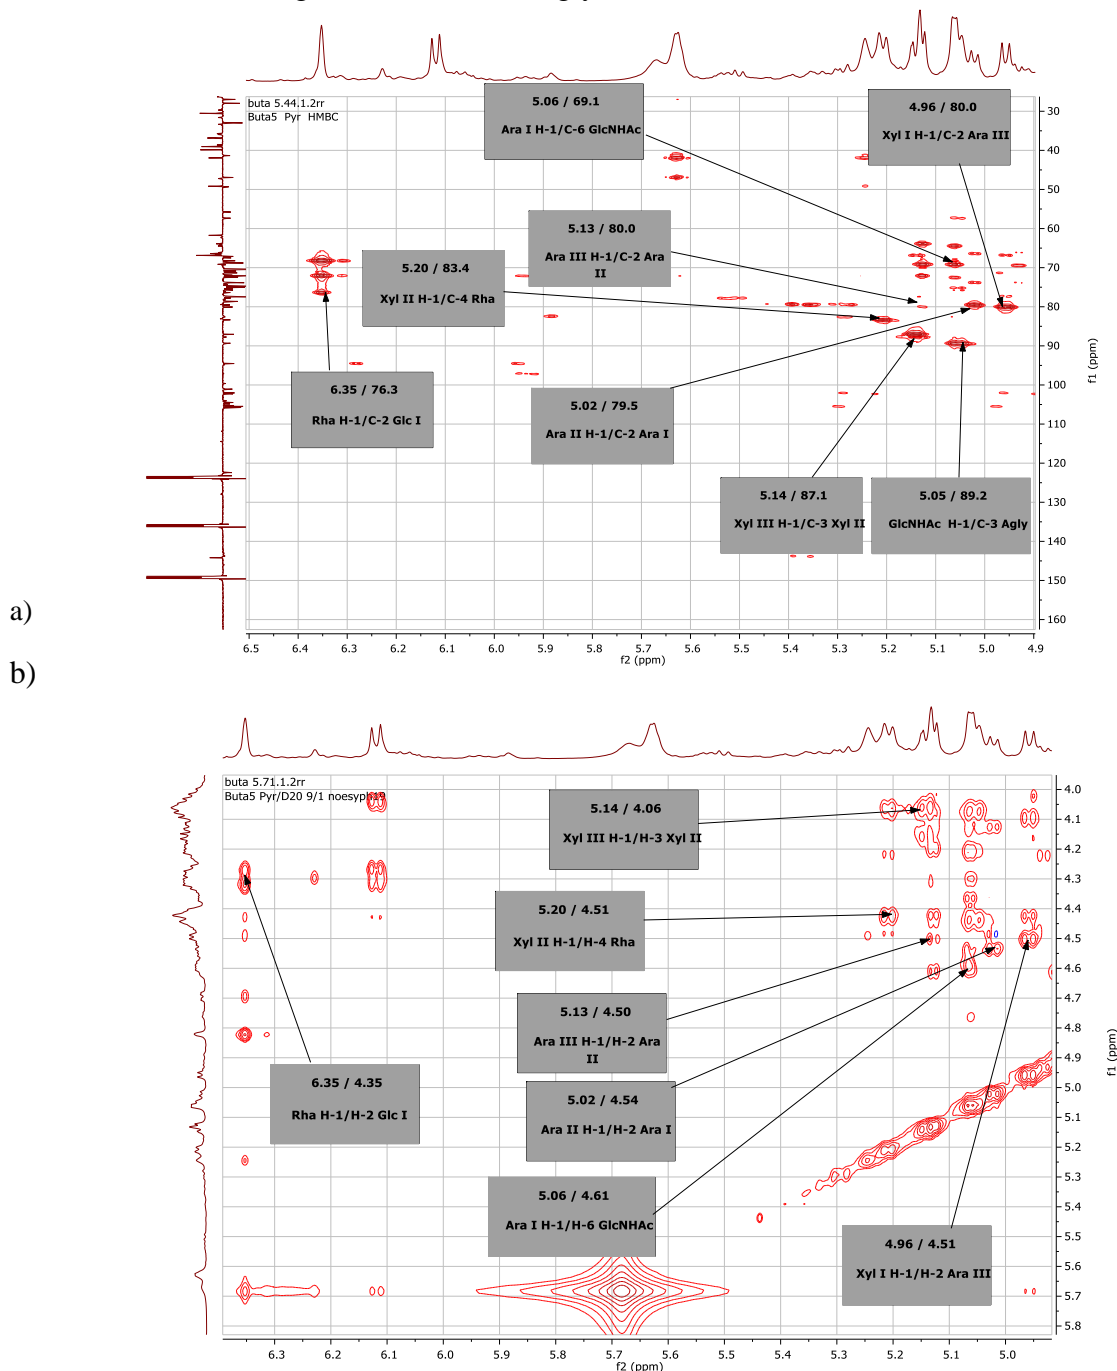 buta 5.44.1.2rr
Buta5 Pyr HMBC
5.06 / 69.1
Ara I H-1/C-6 GlcNHAc
4.96 / 80.0
Xyl I H-1/C-2 Ara III
5.13 / 80.0
Ara III H-1/C-2 Ara
II
5.20 / 83.4
Xyl II H-1/C-4 Rha
6.35 / 76.3
Rha H-1/C-2 Glc I
5.02 / 79.5
Ara II H-1/C-2 Ara I
5.14 / 87.1
Xyl III H-1/C-3 Xyl II
5.05 / 89.2
GlcNHAc H-1/C-3 Agly
30
40
50
60
70
80
90
100
110
120
130
140
150
160
f1 (ppm)
6.5 6.4 6.3 6.2 6.1 6.0 5.9 5.8 5.7 5.6 5.5 5.4 5.3 5.2 5.1 5.0 4.9
f2 (ppm)
a)
b)
buta 5.71.1.2rr
Buta5 Pyr/D20 9/1 noesyph19
5.14 / 4.06
Xyl III H-1/H-3 Xyl II
5.20 / 4.51
Xyl II H-1/H-4 Rha
5.13 / 4.50
Ara III H-1/H-2 Ara
II
6.35 / 4.35
Rha H-1/H-2 Glc I
5.02 / 4.54
Ara II H-1/H-2 Ara I
5.06 / 4.61
Ara I H-1/H-6 GlcNHAc
4.96 / 4.51
Xyl I H-1/H-2 Ara III
4.0
4.1
4.2
4.3
4.4
4.5
4.6
4.7
4.8
4.9
5.0
5.1
5.2
5.3
5.4
5.5
5.6
5.7
5.8
f1 (ppm)
6.3 6.2 6.1 6.0 5.9 5.8 5.7 5.6 5.5 5.4 5.3 5.2 5.1 5.0
f2 (ppm)